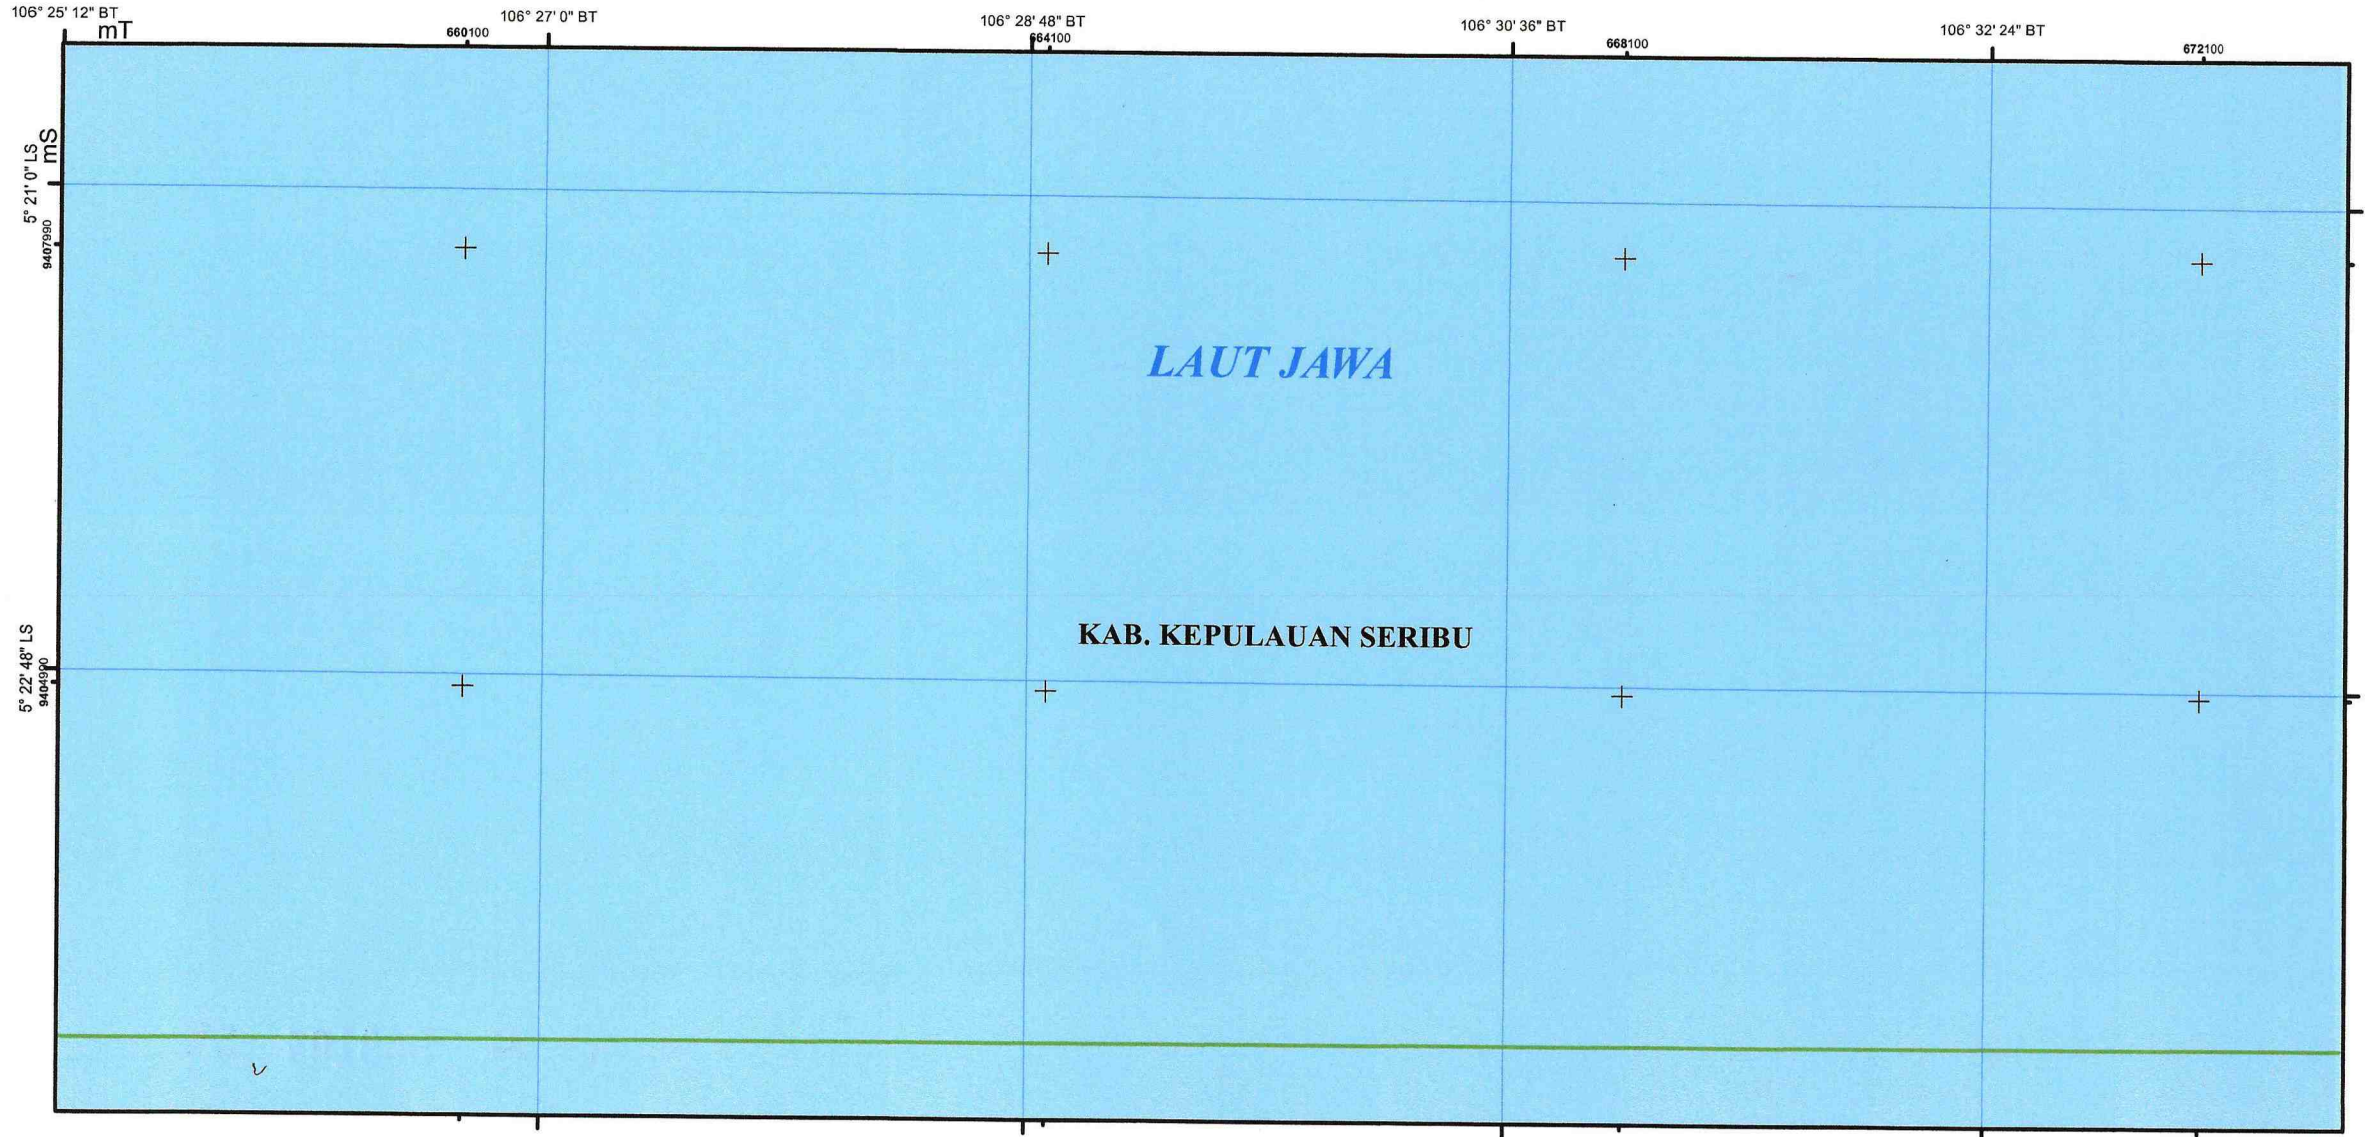 106° 25' 12" BT
106° 27' 0" BT
106° 28' 48" BT
106° 30' 36" BT
106° 32' 24" BT
mT
660100
664100
668100
672100
mS
5° 21' 0" LS
9407990
LAUT JAWA
KAB. KEPULAUAN SERIBU
5° 22' 48" LS
9404990